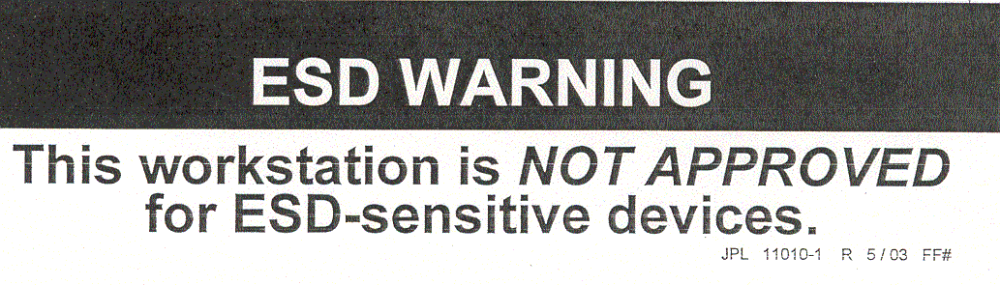 ESD WARNING
This workstation is NOT APPROVED
for ESD-sensitive devices.
JPL 11010-1 R 5/03 FF#